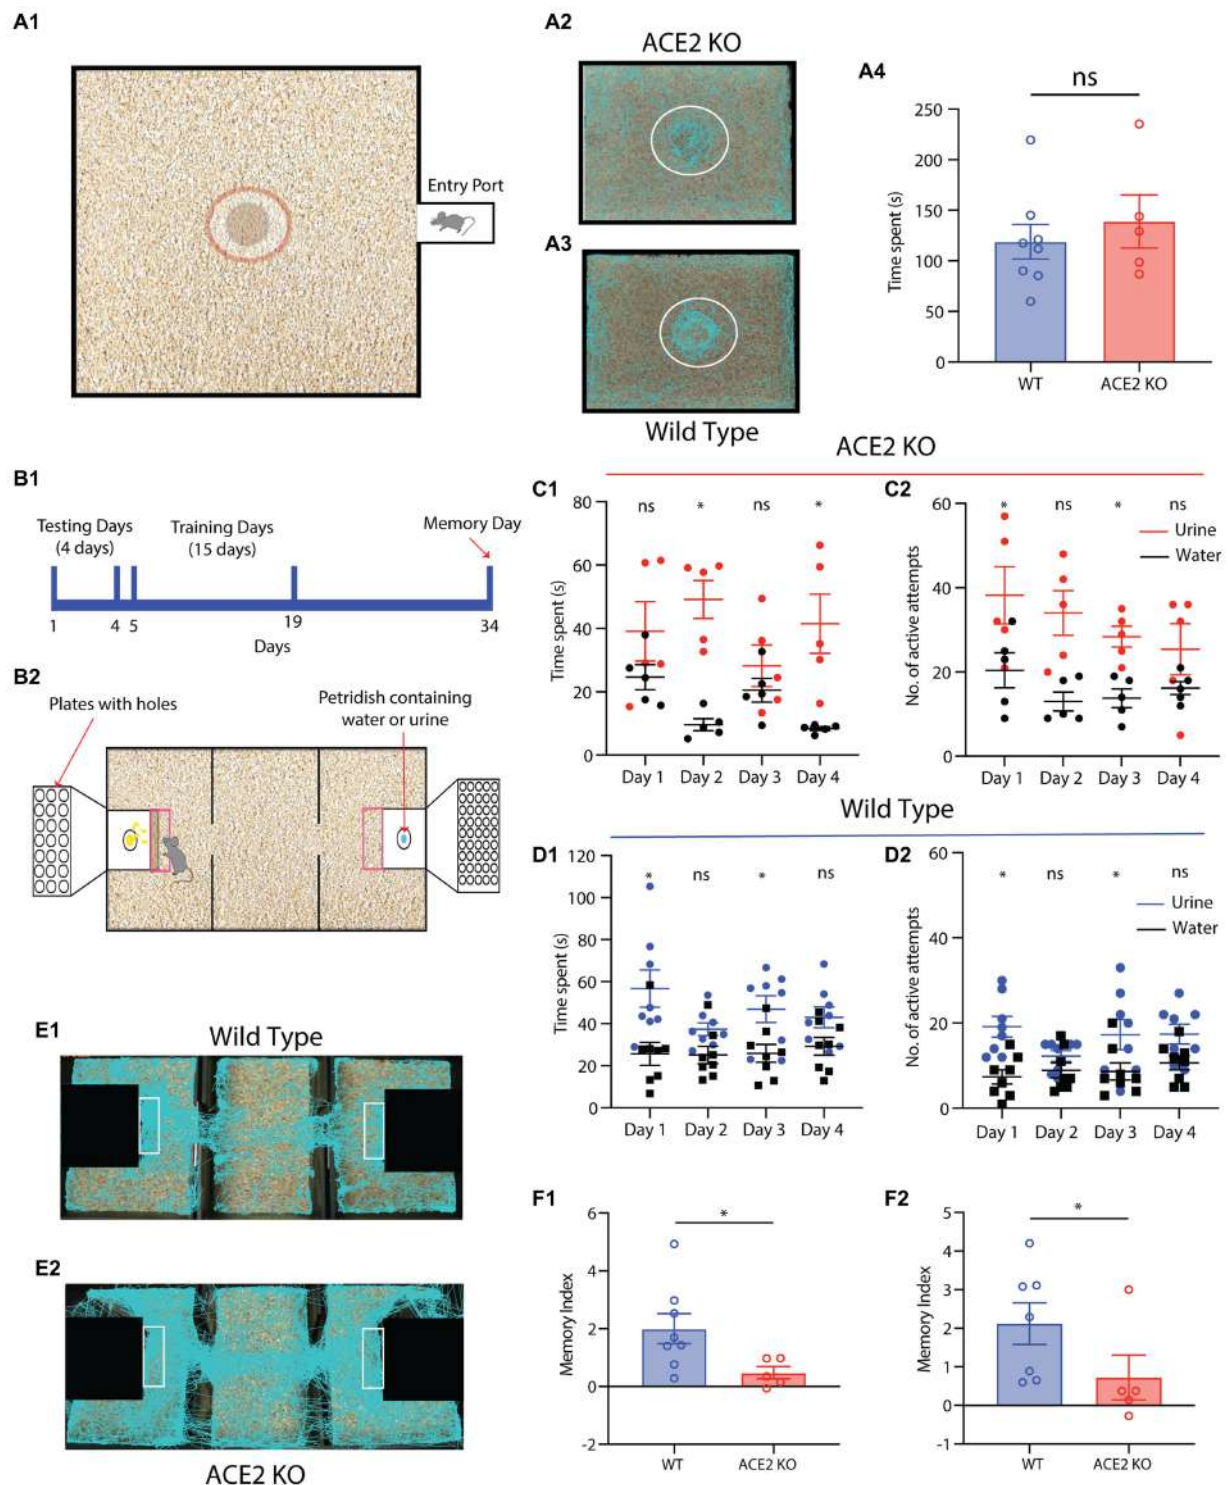 A1
Entry Port
A2
ACE2 KO
A3
Wild Type
A4
ns
250
200
150
100
50
0
Time spent (s)
WT
ACE2 KO
B1
Testing Days
(4 days)
Training Days
(15 days)
Memory Day
1
4
5
19
34
Days
B2
Plates with holes
Petridish containing
water or urine
ACE2 KO
C1
80
60
40
20
0
Time spent (s)
ns
*
ns
*
Day 1
Day 2
Day 3
Day 4
C2
60
40
20
0
No. of active attempts
*
ns
*
ns
Urine
Water
Day 1
Day 2
Day 3
Day 4
Wild Type
D1
120
100
80
60
40
20
0
Time spent (s)
*
ns
*
ns
Day 1
Day 2
Day 3
Day 4
D2
60
40
20
0
No. of active attempts
*
ns
*
ns
Urine
Water
Day 1
Day 2
Day 3
Day 4
E1
Wild Type
E2
ACE2 KO
F1
6
4
2
0
-2
Memory Index
*
WT
ACE2 KO
F2
5
4
3
2
1
0
-1
Memory Index
*
WT
ACE2 KO